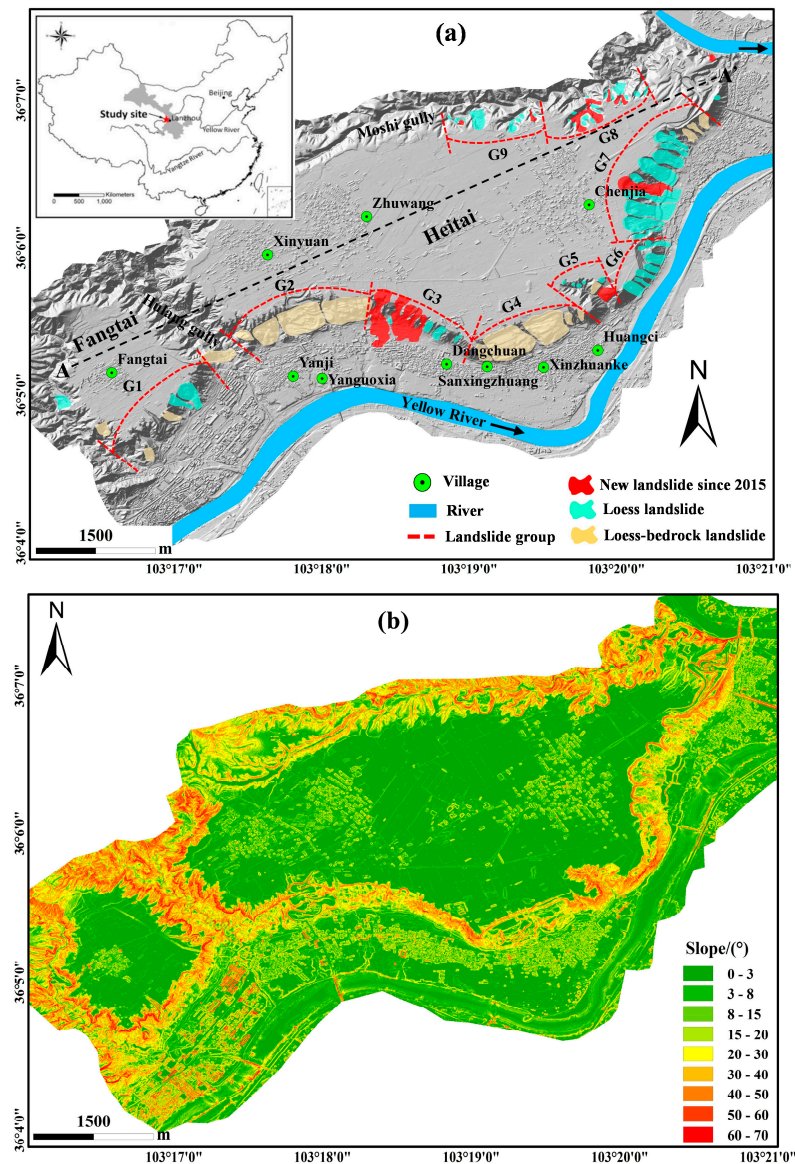 (a)
Beijing
Study site
Lanzhou
Yellow River
Yangtze River
0 500 1,000
Kilometers
Moshi gully
G9
G8
G7
A'
Chenjia
Zhuwang
Heitai
Xinyuan
G5
G6
G2
G3
G4
Hulang gully
Fangtai
A
Fangtai
G1
Huangci
Dangchuan
Yanji
Yanguoxia
Sanxingzhuang
Xinzhuanke
Yellow River
N
Village
River
Landslide group
New landslide since 2015
Loess landslide
Loess-bedrock landslide
1500
m
36°7'0"
36°6'0"
36°5'0"
36°4'0"
103°17'0"
103°18'0"
103°19'0"
103°20'0"
103°21'0"
(b)
N
Slope/(°)
0 - 3
3 - 8
8 - 15
15 - 20
20 - 30
30 - 40
40 - 50
50 - 60
60 - 70
1500
m
36°7'0"
36°6'0"
36°5'0"
36°4'0"
103°17'0"
103°18'0"
103°19'0"
103°20'0"
103°21'0"